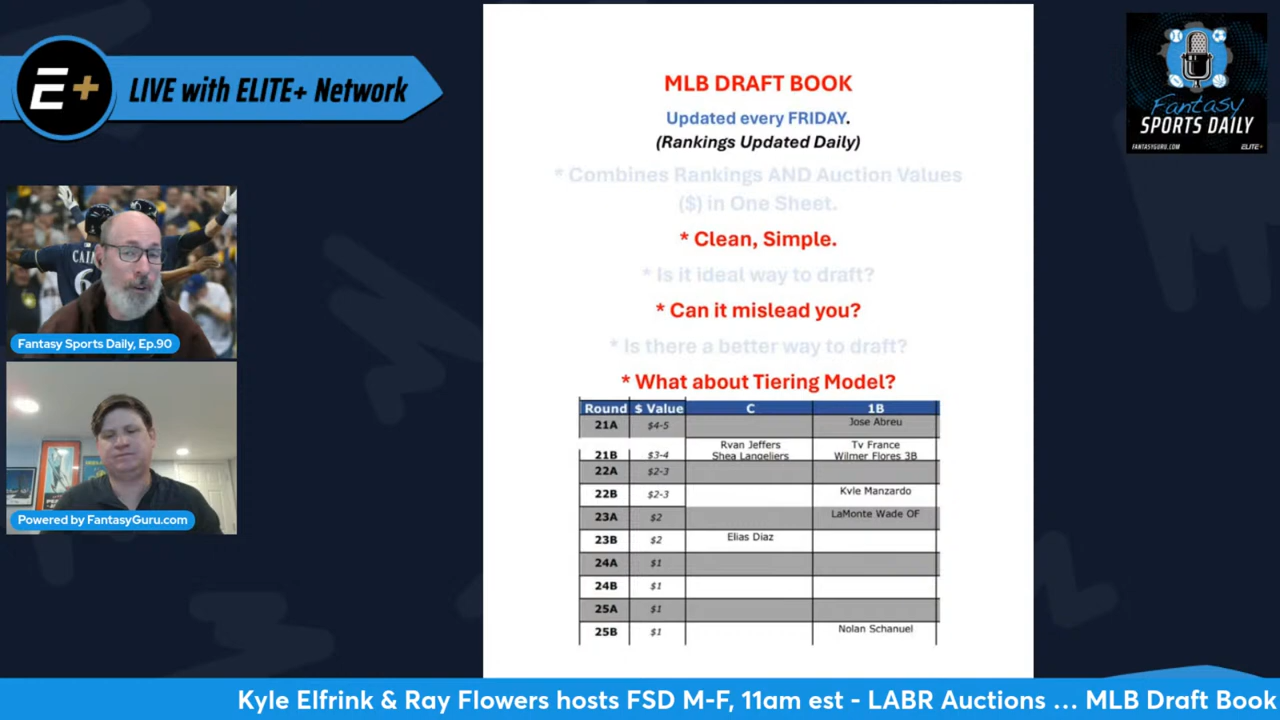 E+
LIVE with ELITE+ Network
MLB DRAFT BOOK
Updated every FRIDAY.
(Rankings Updated Daily)
* Combines Rankings AND Auction Values
($) in One Sheet.
* Clean, Simple.
* Is it ideal way to draft?
* Can it mislead you?
* Is there a better way to draft?
* What about Tiering Model?
Round $ Value C 1B
21A $4-5 Jose Abreu
Ryan Jeffers Ty France
21B $3-4 Shea Langeliers Wilmer Flores 3B
22A $2-3
22B $2-3 Kyle Manzardo
23A $2 LaMonte Wade OF
23B $2 Elias Diaz
24A $1
24B $1
25A $1
25B $1 Nolan Schanuel
Fantasy
SPORTS DAILY
FANTASYGURU.COM ELITE+
CAIN
6
Fantasy Sports Daily, Ep.90
Powered by FantasyGuru.com
Kyle Elfrink & Ray Flowers hosts FSD M-F, 11am est - LABR Auctions ... MLB Draft Book